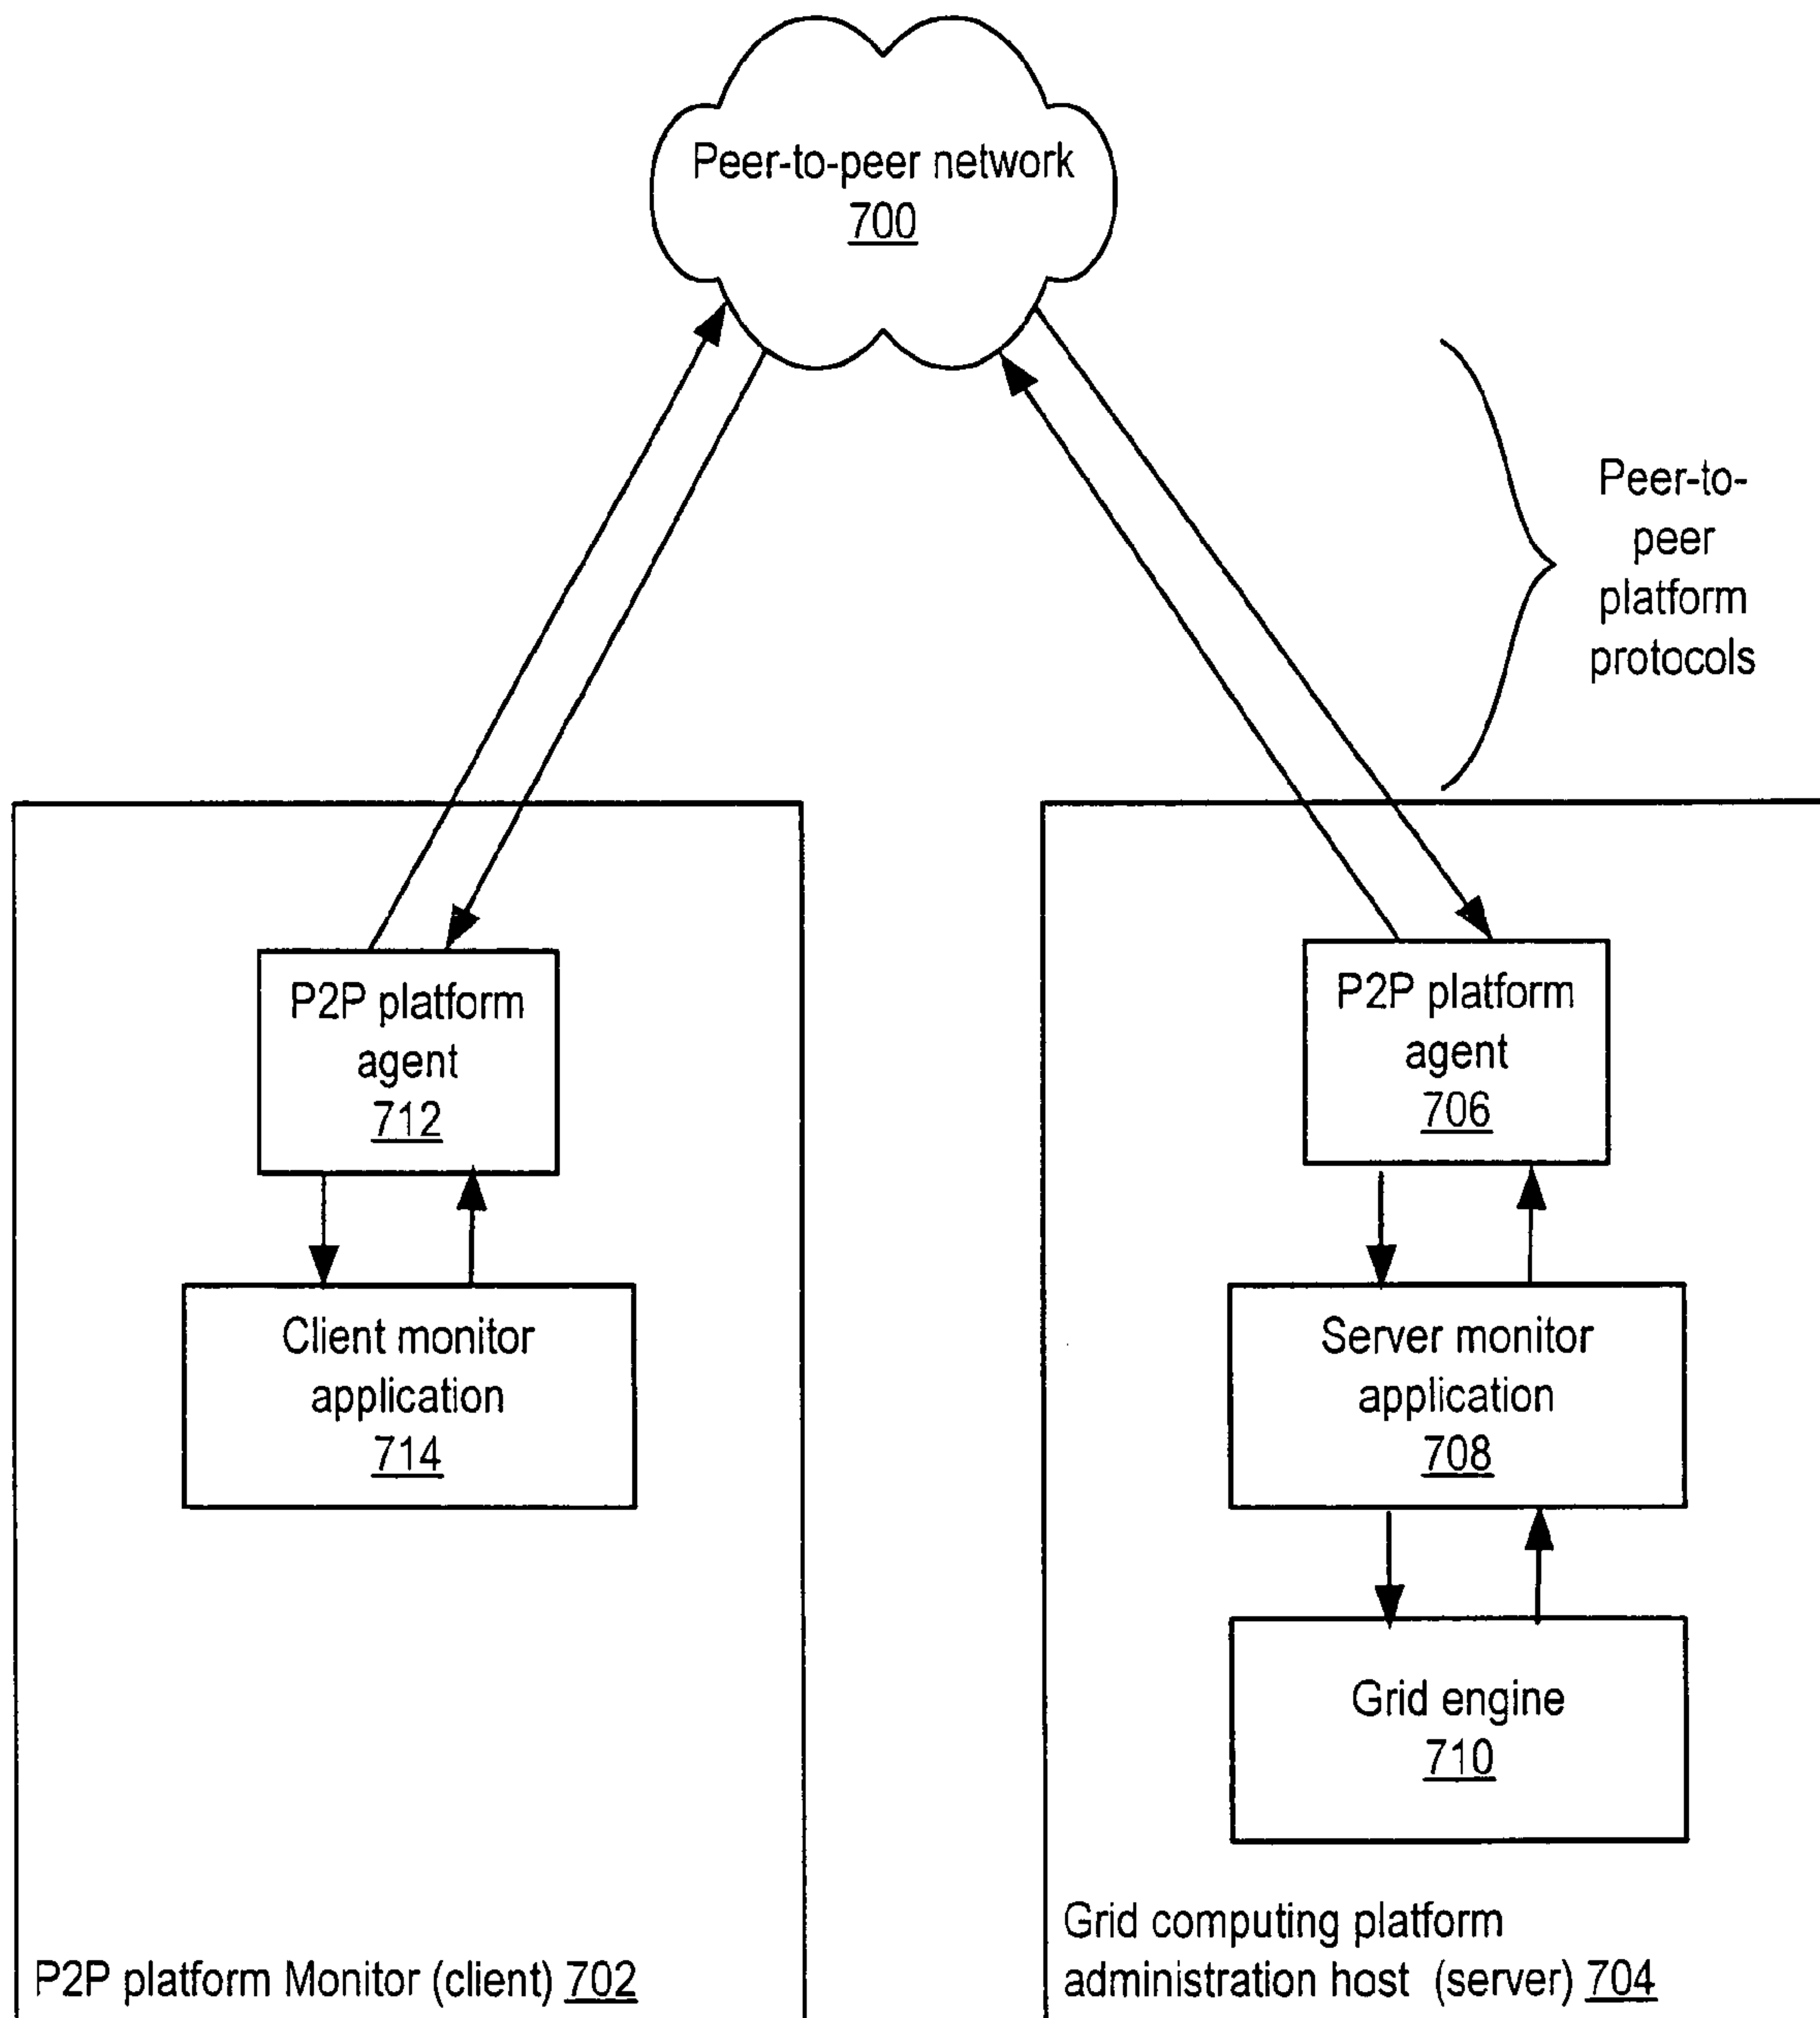 Peer-to-peer network
700
Peer-to-
peer
platform
protocols
P2P platform
agent
712
Client monitor
application
714
P2P platform Monitor (client) 702
P2P platform
agent
706
Server monitor
application
708
Grid engine
710
Grid computing platform
administration host (server) 704